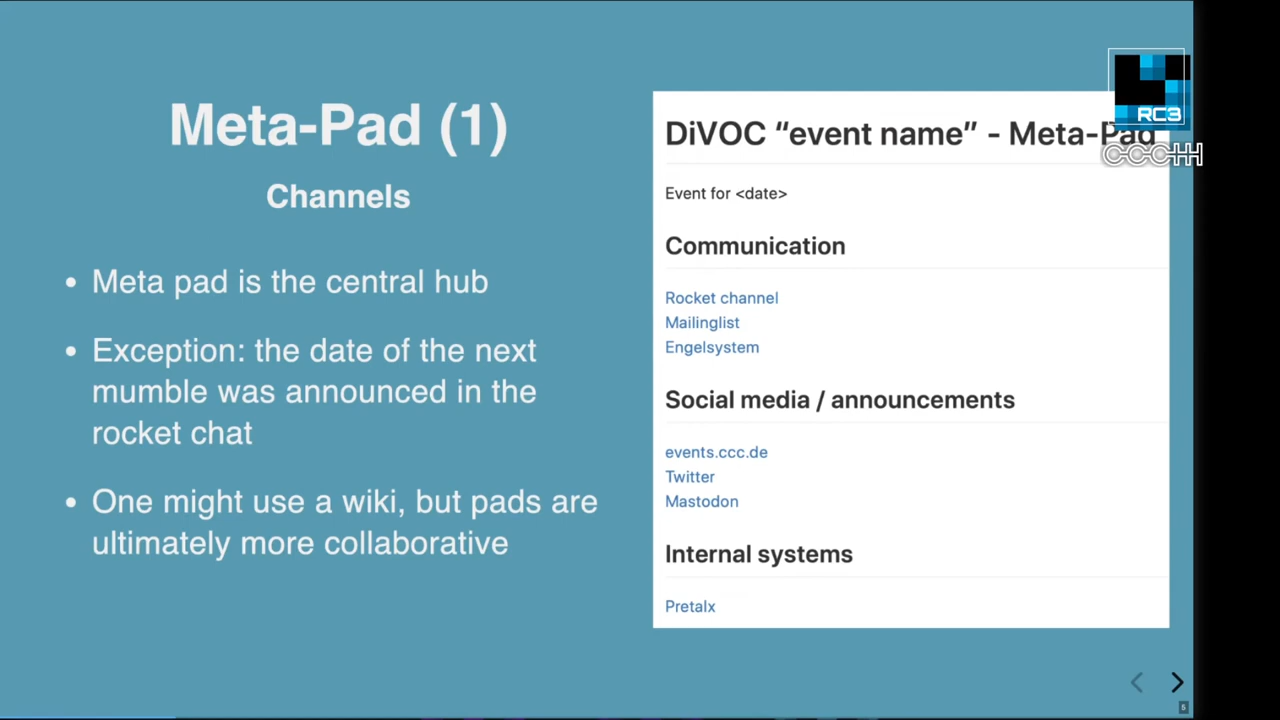 Meta-Pad (1)
Channels
Meta pad is the central hub
Exception: the date of the next
mumble was announced in the
rocket chat
One might use a wiki, but pads are
ultimately more collaborative
DiVOC “event name” - Meta-Pad
Event for <date>
Communication
Rocket channel
Mailinglist
Engelsystem
Social media / announcements
events.ccc.de
Twitter
Mastodon
Internal systems
Pretalx
RC3
CCCHH
5